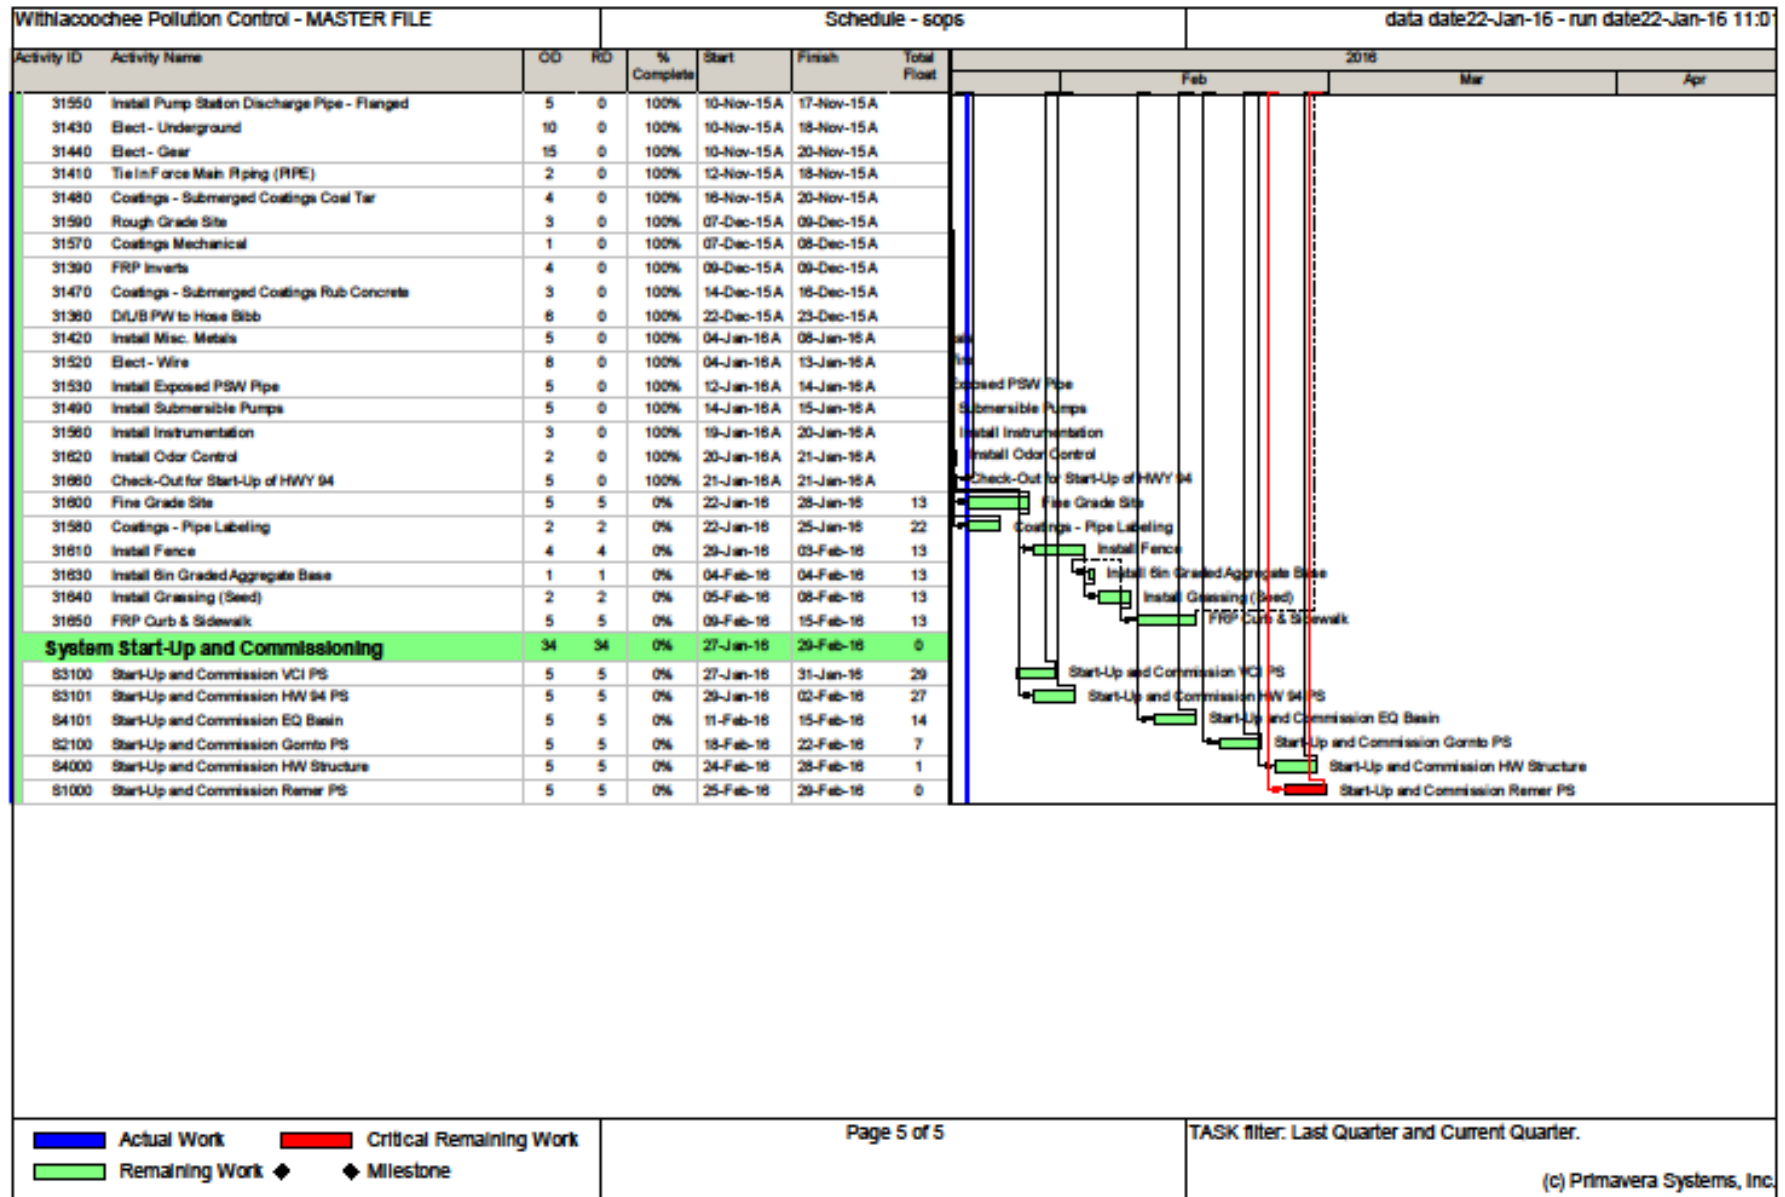 Withlacoochee Pollution Control - MASTER FILE Schedule - sops data date22-Jan-16 - run date22-Jan-16 11:01
Activity ID Activity Name OD RD % Complete Start Finish Total Float 2016
Feb Mar Apr
31550 Install Pump Station Discharge Pipe - Flanged 5 0 100% 10-Nov-15 A 17-Nov-15 A
31430 Elect - Underground 10 0 100% 10-Nov-15 A 18-Nov-15 A
31440 Elect - Gear 15 0 100% 10-Nov-15 A 20-Nov-15 A
31410 Tie In Force Main Piping (PIPE) 2 0 100% 12-Nov-15 A 18-Nov-15 A
31480 Coatings - Submerged Coatings Coal Tar 4 0 100% 16-Nov-15 A 20-Nov-15 A
31590 Rough Grade Site 3 0 100% 07-Dec-15 A 09-Dec-15 A
31570 Coatings Mechanical 1 0 100% 07-Dec-15 A 08-Dec-15 A
31390 FRP Inverts 4 0 100% 09-Dec-15 A 09-Dec-15 A
31470 Coatings - Submerged Coatings Rub Concrete 3 0 100% 14-Dec-15 A 16-Dec-15 A
31360 D/L/B PW to Hose Bibb 6 0 100% 22-Dec-15 A 23-Dec-15 A
31420 Install Misc. Metals 5 0 100% 04-Jan-16 A 08-Jan-16 A
31520 Elect - Wire 8 0 100% 04-Jan-16 A 13-Jan-16 A
31530 Install Exposed PSW Pipe 5 0 100% 12-Jan-16 A 14-Jan-16 A Exposed PSW Pipe
31490 Install Submersible Pumps 5 0 100% 14-Jan-16 A 15-Jan-16 A Submersible Pumps
31560 Install Instrumentation 3 0 100% 19-Jan-16 A 20-Jan-16 A Install Instrumentation
31620 Install Odor Control 2 0 100% 20-Jan-16 A 21-Jan-16 A Install Odor Control
31660 Check-Out for Start-Up of HWY 94 5 0 100% 21-Jan-16 A 21-Jan-16 A Check-Out for Start-Up of HWY 94
31600 Fine Grade Site 5 5 0% 22-Jan-16 28-Jan-16 13 Fine Grade Site
31580 Coatings - Pipe Labeling 2 2 0% 22-Jan-16 25-Jan-16 22 Coatings - Pipe Labeling
31610 Install Fence 4 4 0% 29-Jan-16 03-Feb-16 13 Install Fence
31630 Install 6in Graded Aggregate Base 1 1 0% 04-Feb-16 04-Feb-16 13 Install 6in Graded Aggregate Base
31640 Install Grassing (Seed) 2 2 0% 05-Feb-16 08-Feb-16 13 Install Grassing (Seed)
31650 FRP Curb & Sidewalk 5 5 0% 09-Feb-16 15-Feb-16 13 FRP Curb & Sidewalk
System Start-Up and Commissioning 34 34 0% 27-Jan-16 29-Feb-16 0
S3100 Start-Up and Commission VCI PS 5 5 0% 27-Jan-16 31-Jan-16 29 Start-Up and Commission VCI PS
S3101 Start-Up and Commission HW 94 PS 5 5 0% 29-Jan-16 02-Feb-16 27 Start-Up and Commission HW 94 PS
S4101 Start-Up and Commission EQ Basin 5 5 0% 11-Feb-16 15-Feb-16 14 Start-Up and Commission EQ Basin
S2100 Start-Up and Commission Gornto PS 5 5 0% 18-Feb-16 22-Feb-16 7 Start-Up and Commission Gornto PS
S4000 Start-Up and Commission HW Structure 5 5 0% 24-Feb-16 28-Feb-16 1 Start-Up and Commission HW Structure
S1000 Start-Up and Commission Remer PS 5 5 0% 25-Feb-16 29-Feb-16 0 Start-Up and Commission Remer PS
Actual Work Critical Remaining Work Page 5 of 5 TASK filter: Last Quarter and Current Quarter.
Remaining Work Milestone
(c) Primavera Systems, Inc.